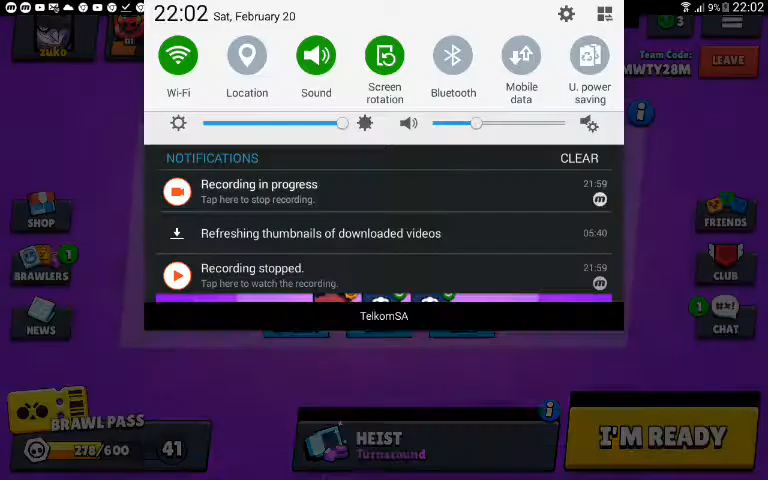 22:02 Sat, February 20
9% 22:02
3
zuko
Team Code:
MWTY28M
LEAVE
Wi-Fi
Location
Sound
Screen
rotation
Bluetooth
Mobile
data
U. power
saving
NOTIFICATIONS
CLEAR
Recording in progress
21:59
Tap here to stop recording.
Refreshing thumbnails of downloaded videos
05:40
Recording stopped.
21:59
Tap here to watch the recording.
TelkomSA
SHOP
BRAWLERS
1
NEWS
FRIENDS
CLUB
1
CHAT
BRAWL PASS
278/600
41
HEIST
Turnaround
I'M READY